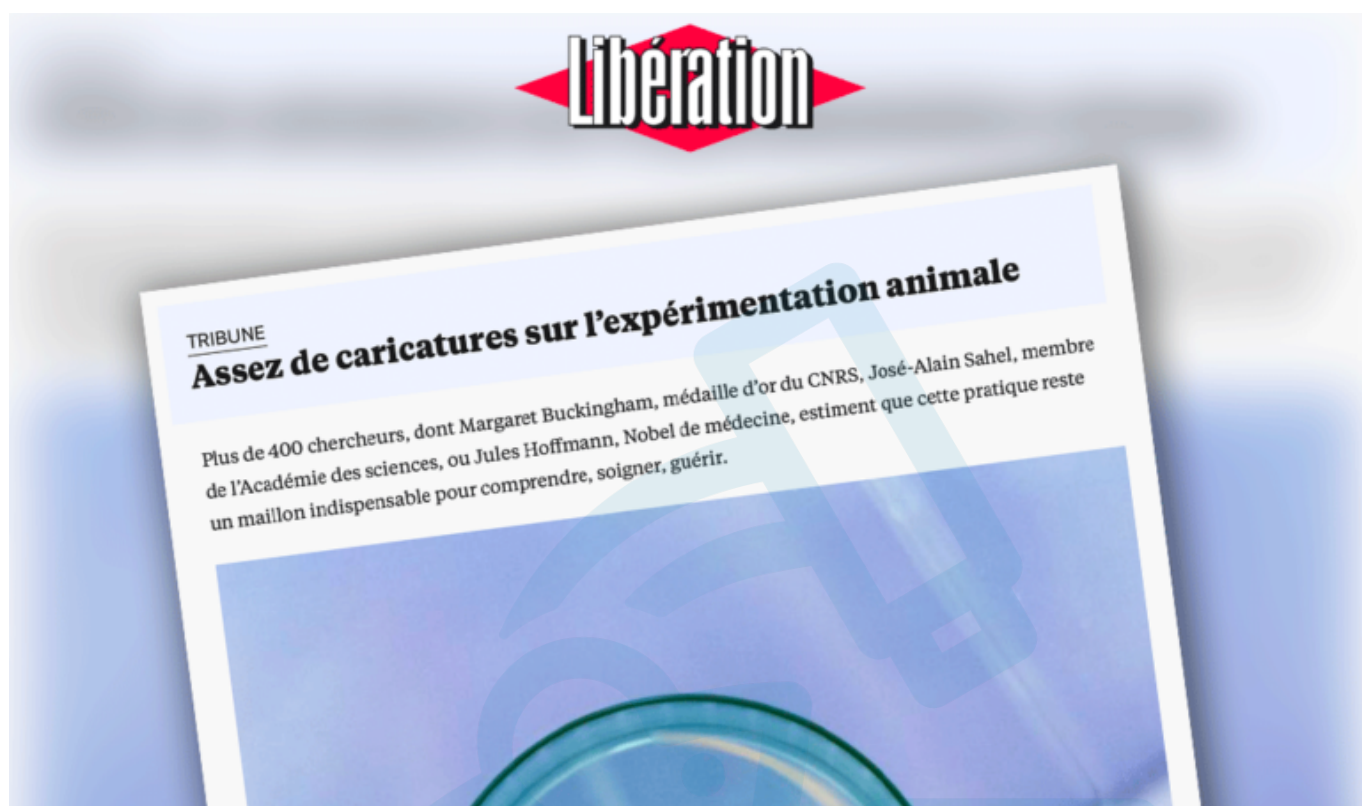 Libération
TRIBUNE
Assez de caricatures sur l’expérimentation animale
Plus de 400 chercheurs, dont Margaret Buckingham, médaille d’or du CNRS, José-Alain Sahel, membre
de l’Académie des sciences, ou Jules Hoffmann, Nobel de médecine, estiment que cette pratique reste
un maillon indispensable pour comprendre, soigner, guérir.